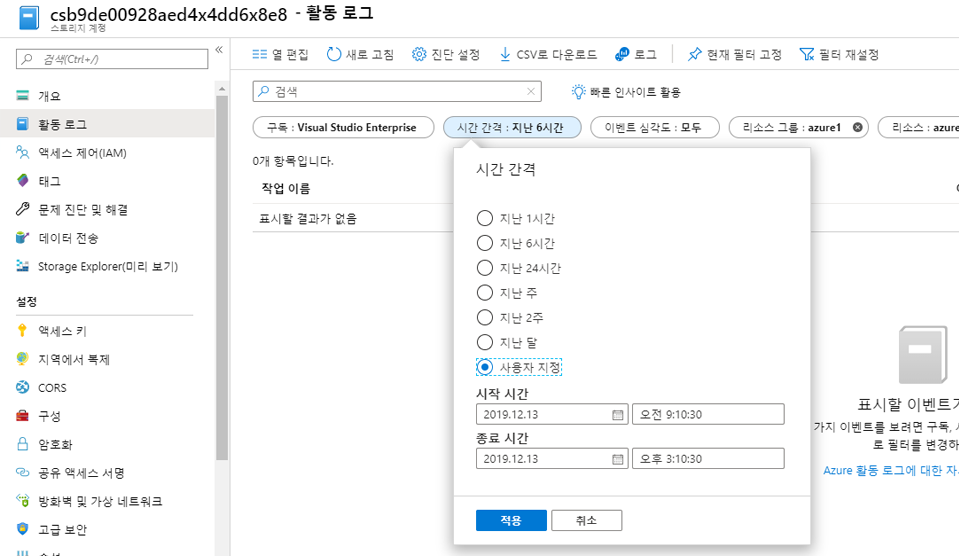 csb9de00928aed4x4dd6x8e8 - 활동 로그
스토리지 계정
검색(Ctrl+/)
«
열 편집
새로 고침
진단 설정
CSV로 다운로드
로그
현재 필터 고정
필터 재설정
개요
활동 로그
액세스 제어(IAM)
태그
문제 진단 및 해결
데이터 전송
Storage Explorer(미리 보기)
설정
액세스 키
지역에서 복제
CORS
구성
암호화
공유 액세스 서명
방화벽 및 가상 네트워크
고급 보안
검색
빠른 인사이트 활용
구독 : Visual Studio Enterprise
시간 간격 : 지난 6시간
이벤트 심각도 : 모두
리소스 그룹 : azure1
리소스 : azure
0개 항목입니다.
작업 이름
표시할 결과가 없음
시간 간격
지난 1시간
지난 6시간
지난 24시간
지난 주
지난 2주
지난 달
사용자 지정
시작 시간
2019.12.13
오전 9:10:30
종료 시간
2019.12.13
오후 3:10:30
적용
취소
표시할 이벤트가
가지 이벤트를 보려면 구독, 시
로 필터를 변경하
Azure 활동 로그에 대한 자